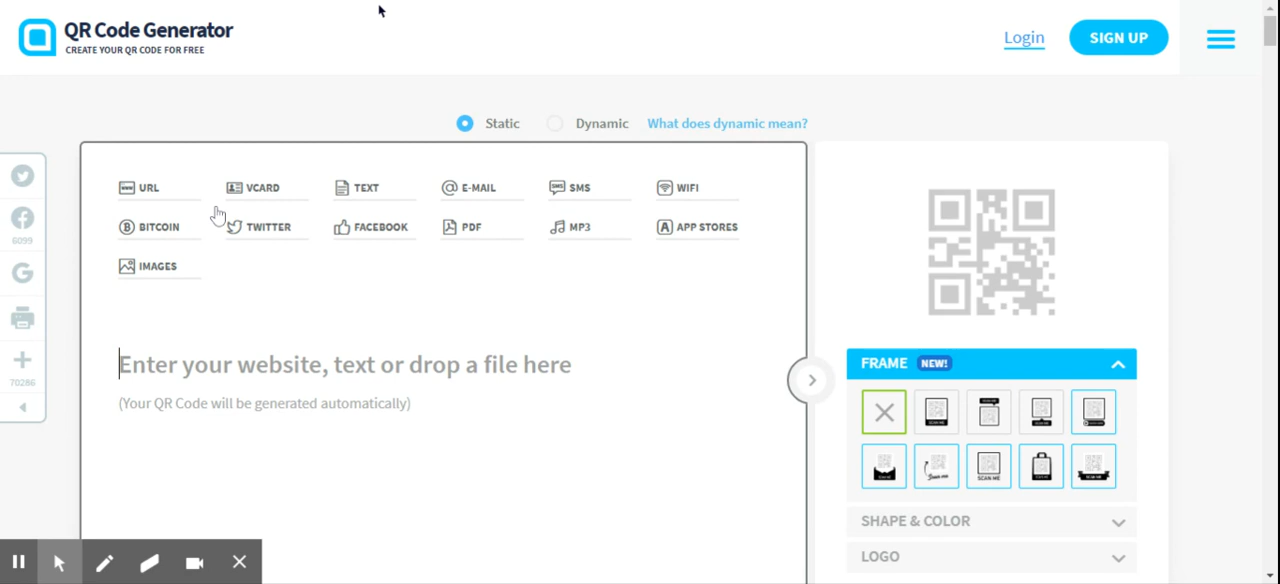 QR Code Generator
CREATE YOUR QR CODE FOR FREE
Login
SIGN UP
Static
Dynamic
What does dynamic mean?
URL
VCARD
TEXT
E-MAIL
SMS
WIFI
BITCOIN
TWITTER
FACEBOOK
PDF
MP3
APP STORES
IMAGES
6099
70286
Enter your website, text or drop a file here
(Your QR Code will be generated automatically)
FRAME NEW!
SCAN ME
SHAPE & COLOR
LOGO